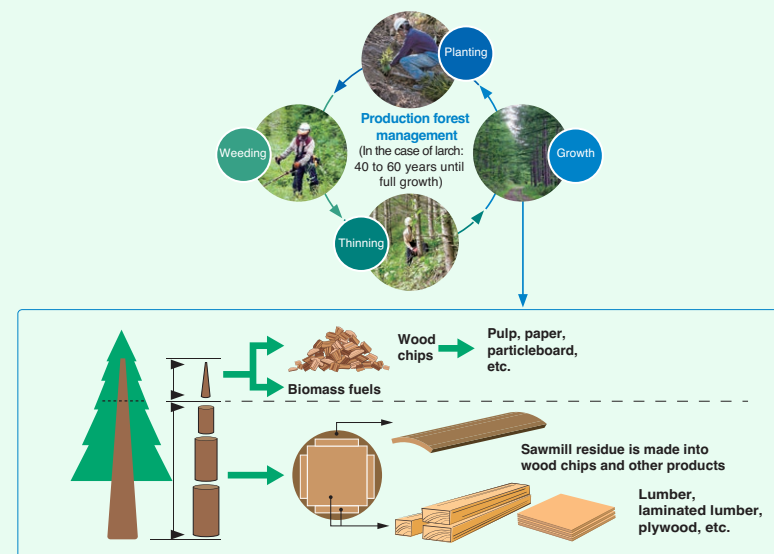 Planting
Production forest
management
(In the case of larch:
40 to 60 years until
full growth)
Weeding
Growth
Thinning
Wood
chips
Pulp, paper,
particleboard,
etc.
Biomass fuels
Sawmill residue is made into
wood chips and other products
Lumber,
laminated lumber,
plywood, etc.